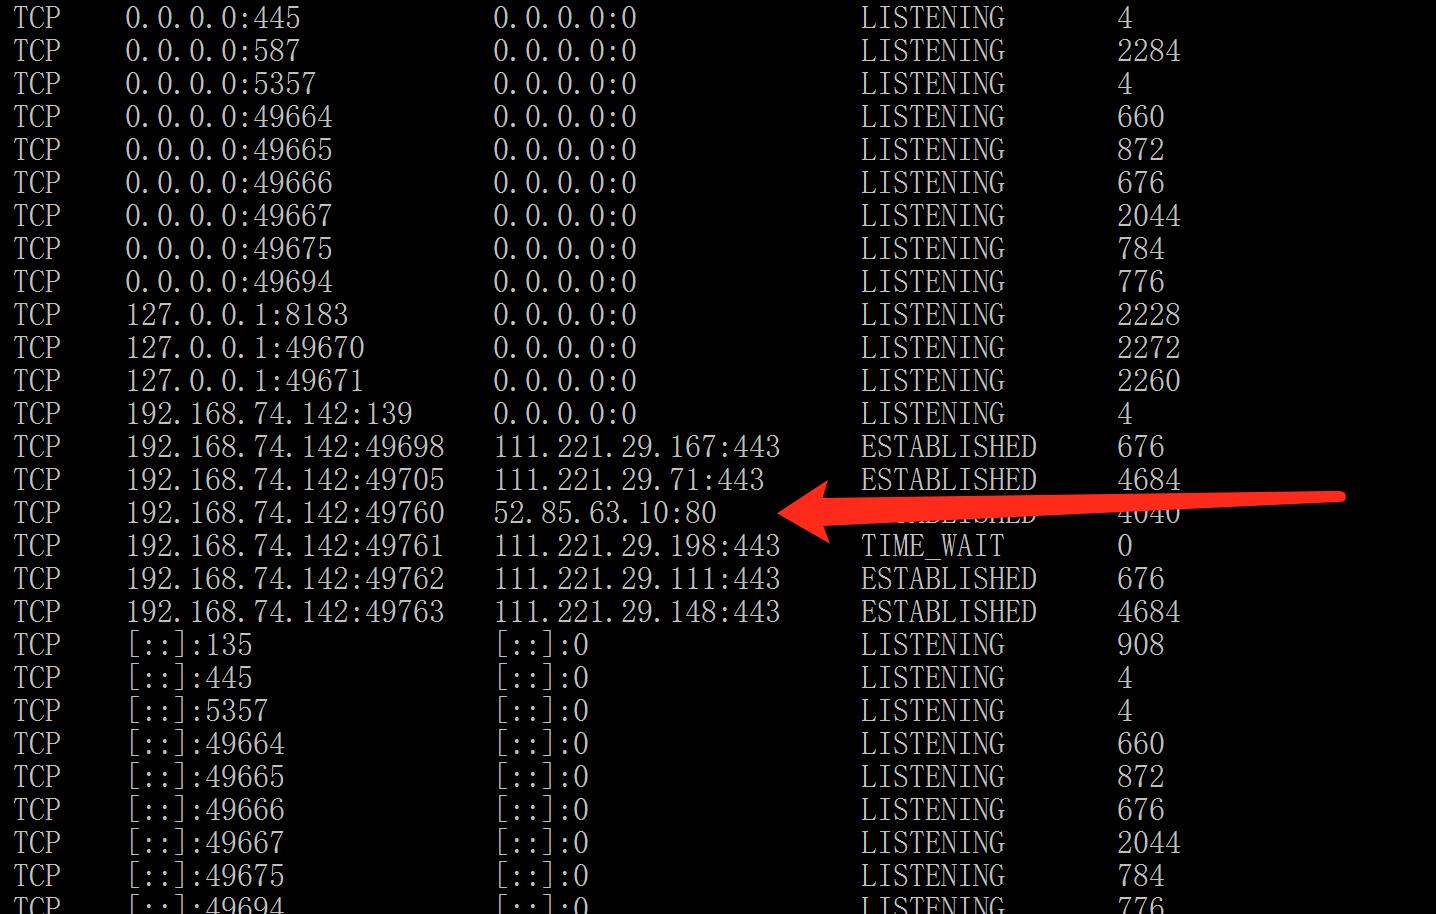 TCP 0.0.0.0:445 0.0.0.0:0 LISTENING 4
TCP 0.0.0.0:587 0.0.0.0:0 LISTENING 2284
TCP 0.0.0.0:5357 0.0.0.0:0 LISTENING 4
TCP 0.0.0.0:49664 0.0.0.0:0 LISTENING 660
TCP 0.0.0.0:49665 0.0.0.0:0 LISTENING 872
TCP 0.0.0.0:49666 0.0.0.0:0 LISTENING 676
TCP 0.0.0.0:49667 0.0.0.0:0 LISTENING 2044
TCP 0.0.0.0:49675 0.0.0.0:0 LISTENING 784
TCP 0.0.0.0:49694 0.0.0.0:0 LISTENING 776
TCP 127.0.0.1:8183 0.0.0.0:0 LISTENING 2228
TCP 127.0.0.1:49670 0.0.0.0:0 LISTENING 2272
TCP 127.0.0.1:49671 0.0.0.0:0 LISTENING 2260
TCP 192.168.74.142:139 0.0.0.0:0 LISTENING 4
TCP 192.168.74.142:49698 111.221.29.167:443 ESTABLISHED 676
TCP 192.168.74.142:49705 111.221.29.71:443 ESTABLISHED 4684
TCP 192.168.74.142:49760 52.85.63.10:80 ESTABLISHED 4040
TCP 192.168.74.142:49761 111.221.29.198:443 TIME_WAIT 0
TCP 192.168.74.142:49762 111.221.29.111:443 ESTABLISHED 676
TCP 192.168.74.142:49763 111.221.29.148:443 ESTABLISHED 4684
TCP [::]:135 [::]:0 LISTENING 908
TCP [::]:445 [::]:0 LISTENING 4
TCP [::]:5357 [::]:0 LISTENING 4
TCP [::]:49664 [::]:0 LISTENING 660
TCP [::]:49665 [::]:0 LISTENING 872
TCP [::]:49666 [::]:0 LISTENING 676
TCP [::]:49667 [::]:0 LISTENING 2044
TCP [::]:49675 [::]:0 LISTENING 784
TCP [::]:49694 [::]:0 LISTENING 776